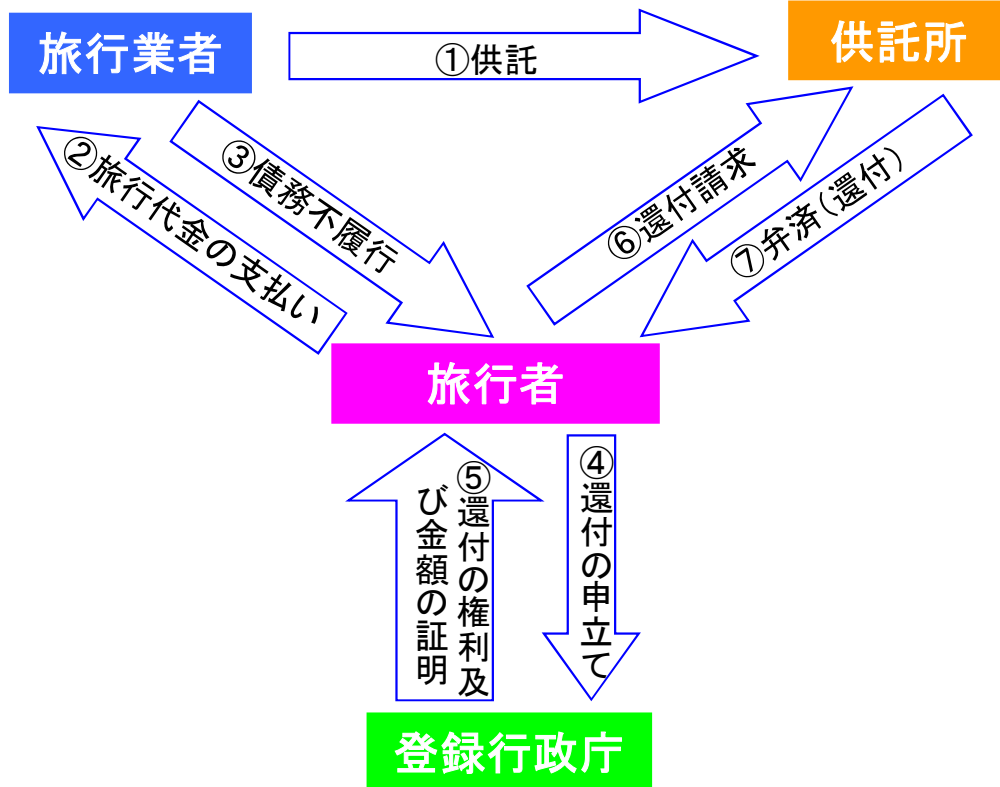 旅行業者
①供託
供託所
②旅行代金の支払い
③債務不履行
⑥還付請求
⑦弁済(還付)
旅行者
⑤還付の権利及
び金額の証明
④還付の申立て
登録行政庁